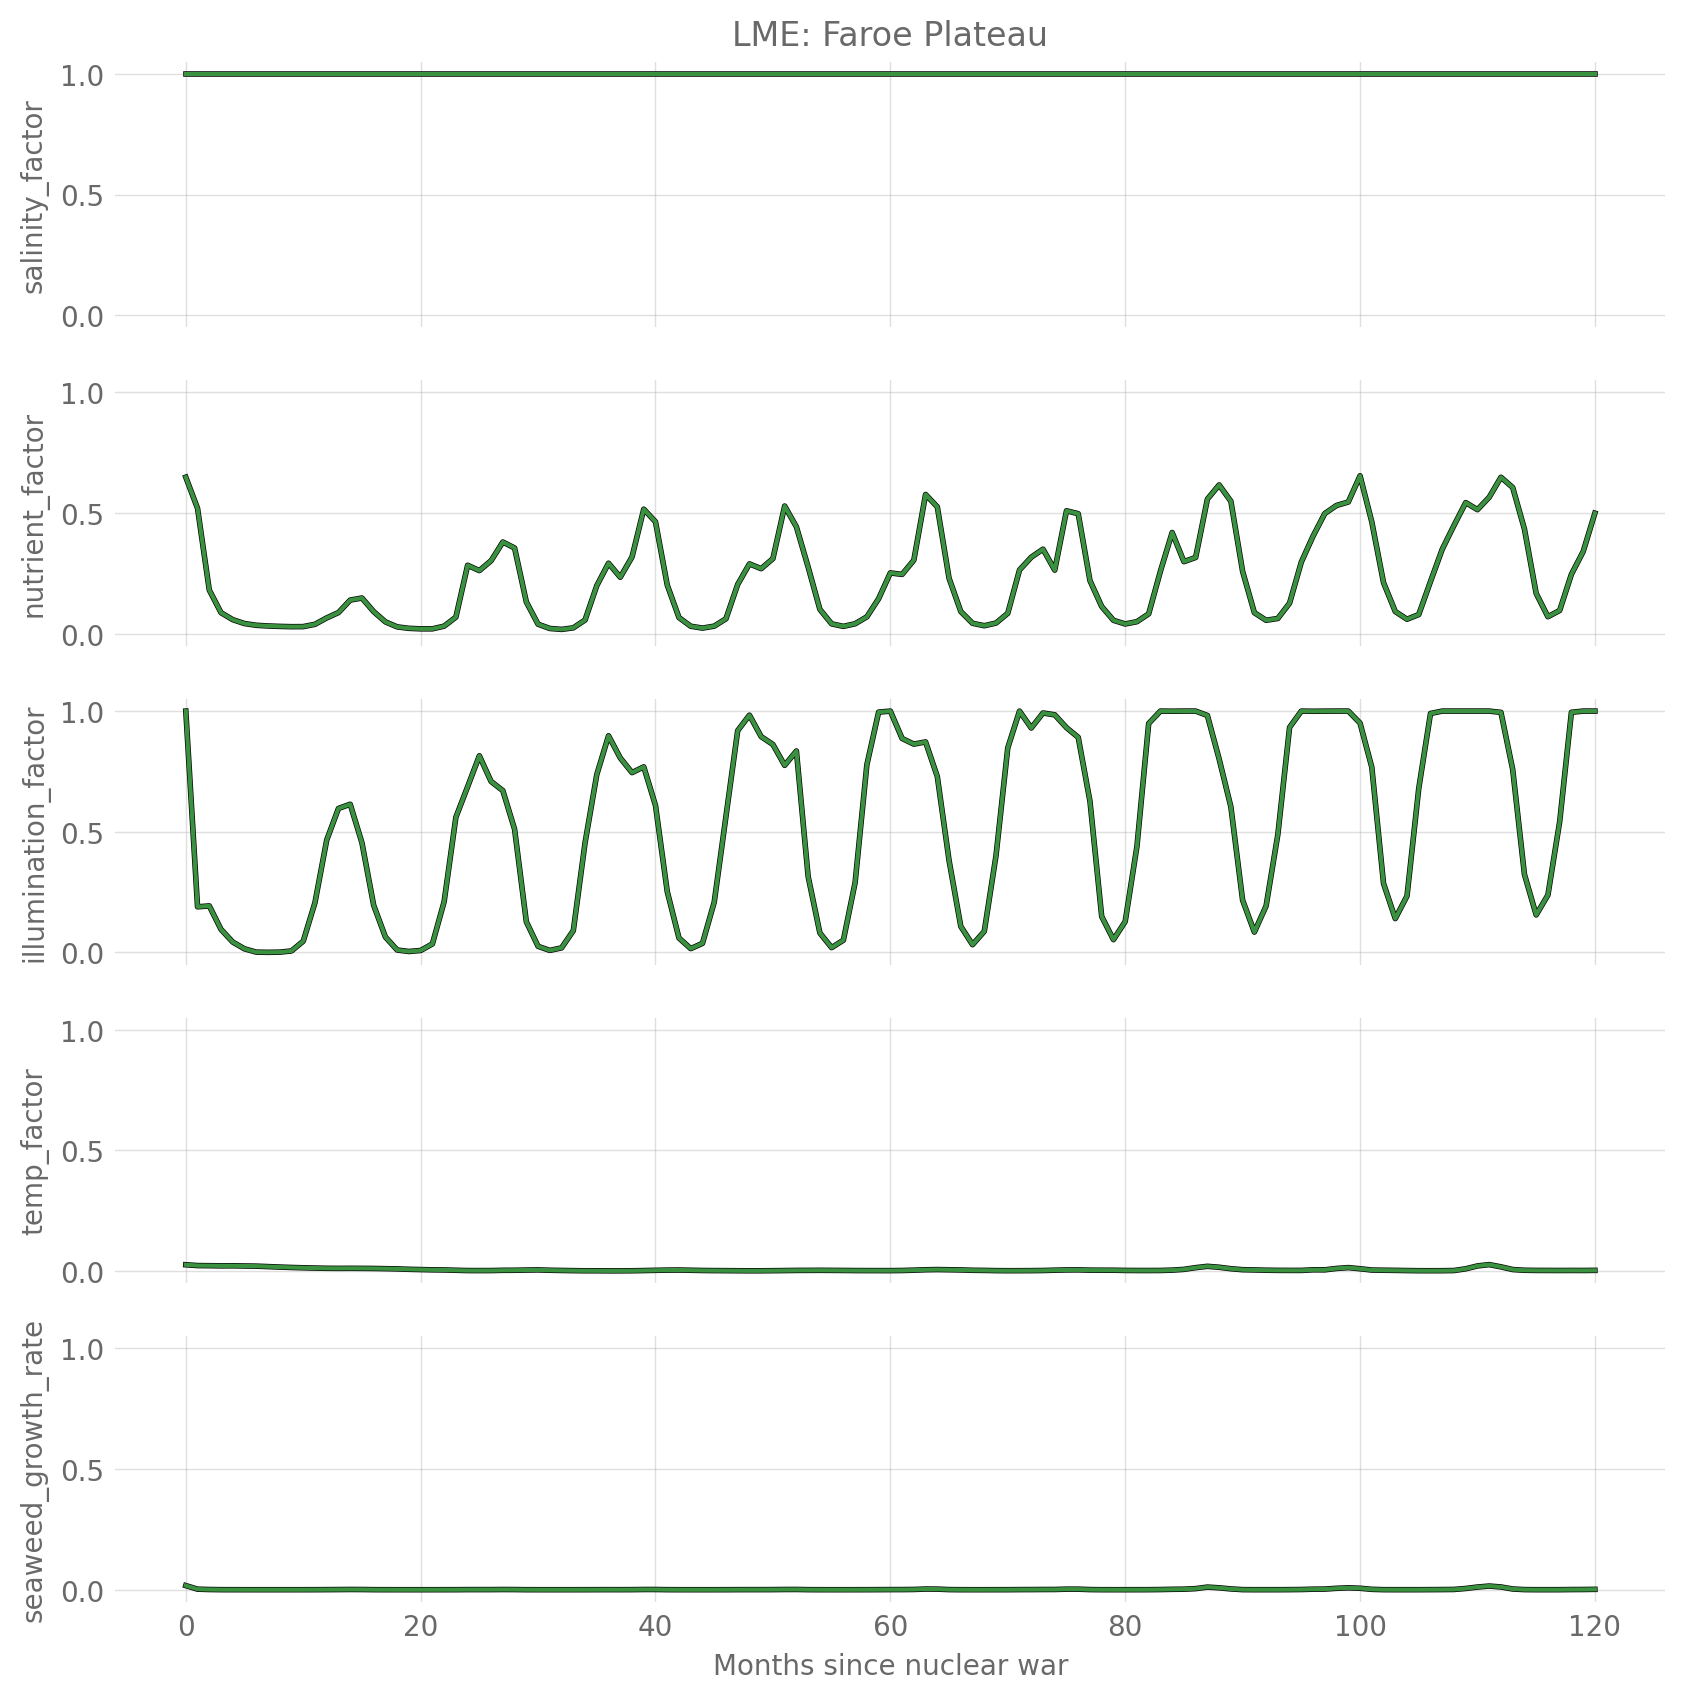 LME: Faroe Plateau
salinity_factor
1.0
0.5
0.0
nutrient_factor
1.0
0.5
0.0
illumination_factor
1.0
0.5
0.0
temp_factor
1.0
0.5
0.0
seaweed_growth_rate
1.0
0.5
0.0
0 20 40 60 80 100 120
Months since nuclear war